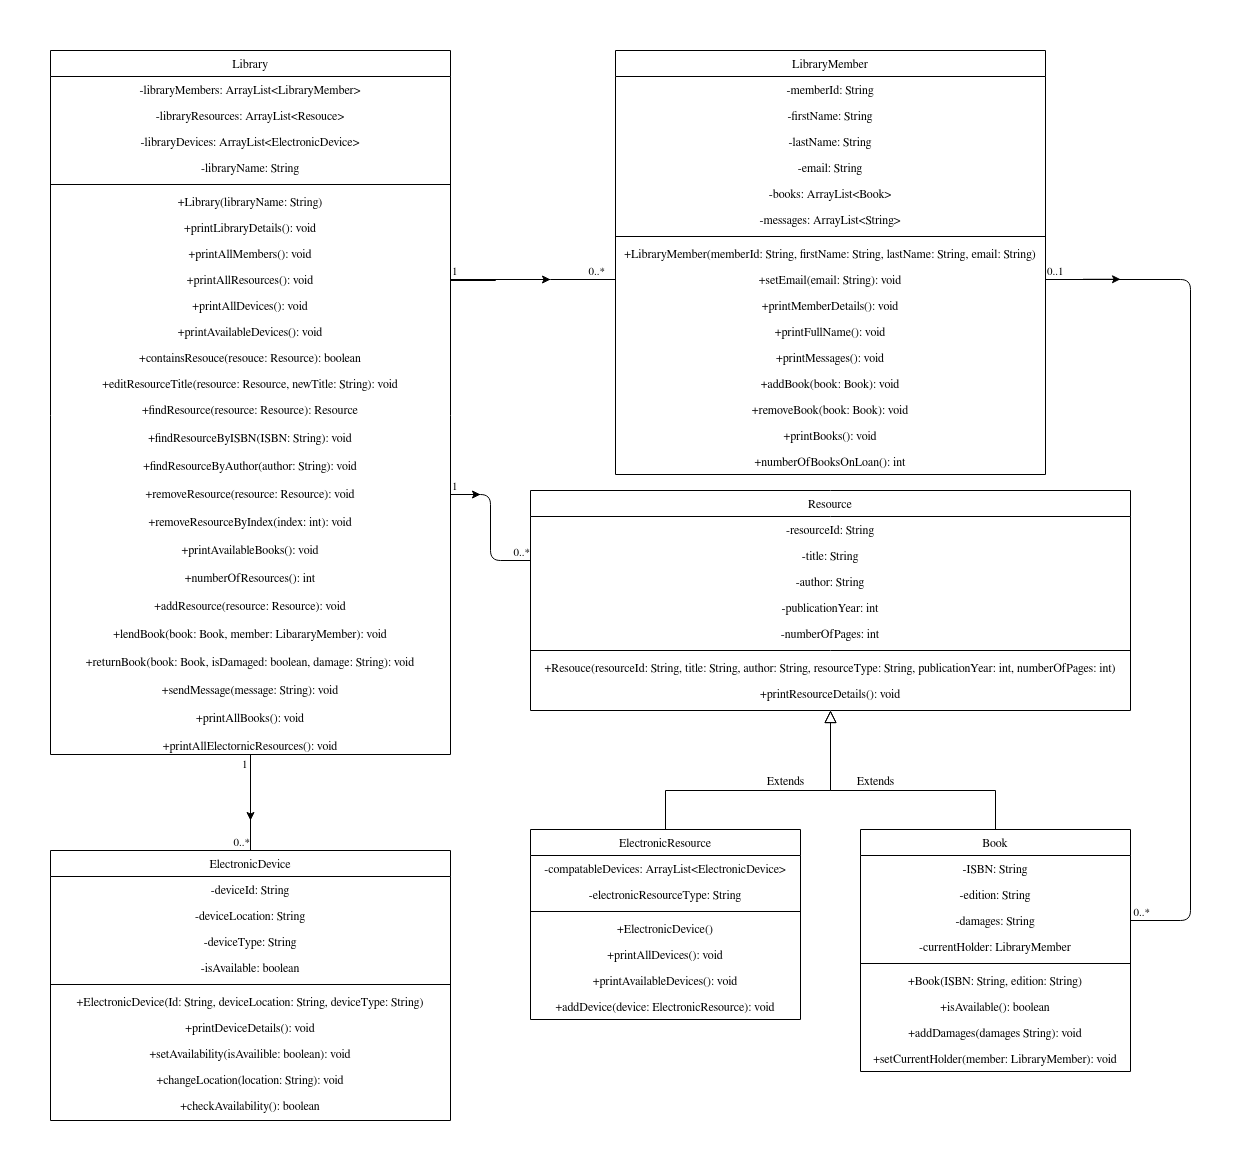 Library
-libraryMembers: ArrayList<LibraryMember>
-libraryResources: ArrayList<Resouce>
-libraryDevices: ArrayList<ElectronicDevice>
-libraryName: String
+Library(libraryName: String)
+printLibraryDetails(): void
+printAllMembers(): void
+printAllResources(): void
+printAllDevices(): void
+printAvailableDevices(): void
+containsResouce(resouce: Resource): boolean
+editResourceTitle(resource: Resource, newTitle: String): void
+findResource(resource: Resource): Resource
+findResourceByISBN(ISBN: String): void
+findResourceByAuthor(author: String): void
+removeResource(resource: Resource): void
+removeResourceByIndex(index: int): void
+printAvailableBooks(): void
+numberOfResources(): int
+addResource(resource: Resource): void
+lendBook(book: Book, member: LibararyMember): void
+returnBook(book: Book, isDamaged: boolean, damage: String): void
+sendMessage(message: String): void
+printAllBooks(): void
+printAllElectornicResources(): void
1
0..*
LibraryMember
-memberId: String
-firstName: String
-lastName: String
-email: String
-books: ArrayList<Book>
-messages: ArrayList<String>
+LibraryMember(memberId: String, firstName: String, lastName: String, email: String)
+setEmail(email: String): void
+printMemberDetails(): void
+printFullName(): void
+printMessages(): void
+addBook(book: Book): void
+removeBook(book: Book): void
+printBooks(): void
+numberOfBooksOnLoan(): int
0..1
1
0..*
Resource
-resourceId: String
-title: String
-author: String
-publicationYear: int
-numberOfPages: int
+Resouce(resourceId: String, title: String, author: String, resourceType: String, publicationYear: int, numberOfPages: int)
+printResourceDetails(): void
Extends
Extends
1
0..*
ElectronicDevice
-deviceId: String
-deviceLocation: String
-deviceType: String
-isAvailable: boolean
+ElectronicDevice(Id: String, deviceLocation: String, deviceType: String)
+printDeviceDetails(): void
+setAvailability(isAvailible: boolean): void
+changeLocation(location: String): void
+checkAvailability(): boolean
ElectronicResource
-compatableDevices: ArrayList<ElectronicDevice>
-electronicResourceType: String
+ElectronicDevice()
+printAllDevices(): void
+printAvailableDevices(): void
+addDevice(device: ElectronicResource): void
Book
-ISBN: String
-edition: String
-damages: String
-currentHolder: LibraryMember
+Book(ISBN: String, edition: String)
+isAvailable(): boolean
+addDamages(damages String): void
+setCurrentHolder(member: LibraryMember): void
0..*